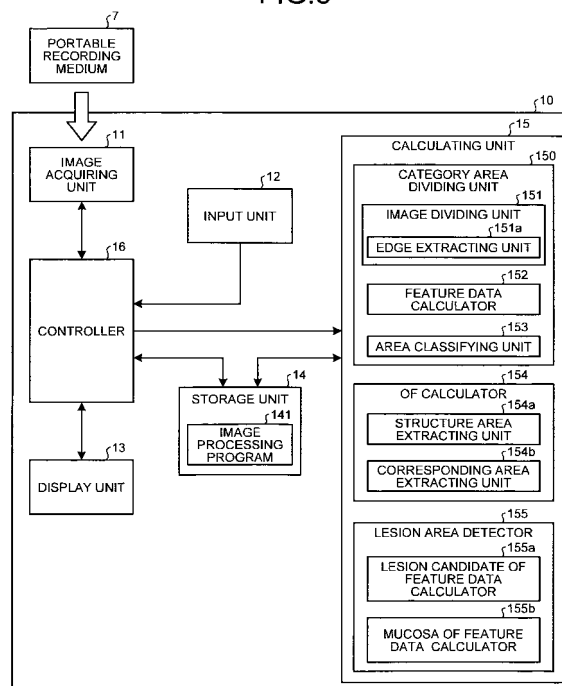 7
PORTABLE
RECORDING
MEDIUM
10
11
IMAGE
ACQUIRING
UNIT
12
INPUT UNIT
16
CONTROLLER
14
STORAGE UNIT
141
IMAGE
PROCESSING
PROGRAM
13
DISPLAY UNIT
15
CALCULATING UNIT
150
CATEGORY AREA
DIVIDING UNIT
151
IMAGE DIVIDING UNIT
151a
EDGE EXTRACTING UNIT
152
FEATURE DATA
CALCULATOR
153
AREA CLASSIFYING UNIT
154
OF CALCULATOR
154a
STRUCTURE AREA
EXTRACTING UNIT
154b
CORRESPONDING AREA
EXTRACTING UNIT
155
LESION AREA DETECTOR
155a
LESION CANDIDATE OF
FEATURE DATA
CALCULATOR
155b
MUCOSA OF FEATURE
DATA CALCULATOR